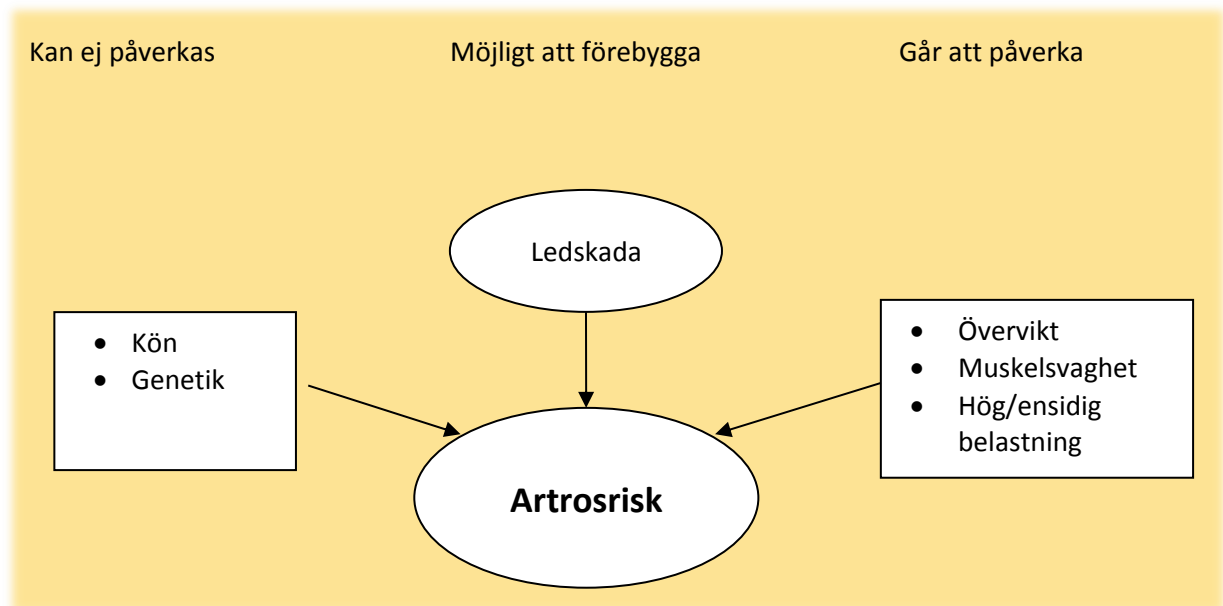 Kan ej påverkas
Möjligt att förebygga
Går att påverka
Ledskada
• Kön
• Genetik
• Övervikt
• Muskelsvaghet
• Hög/ensidig
belastning
Artrosrisk